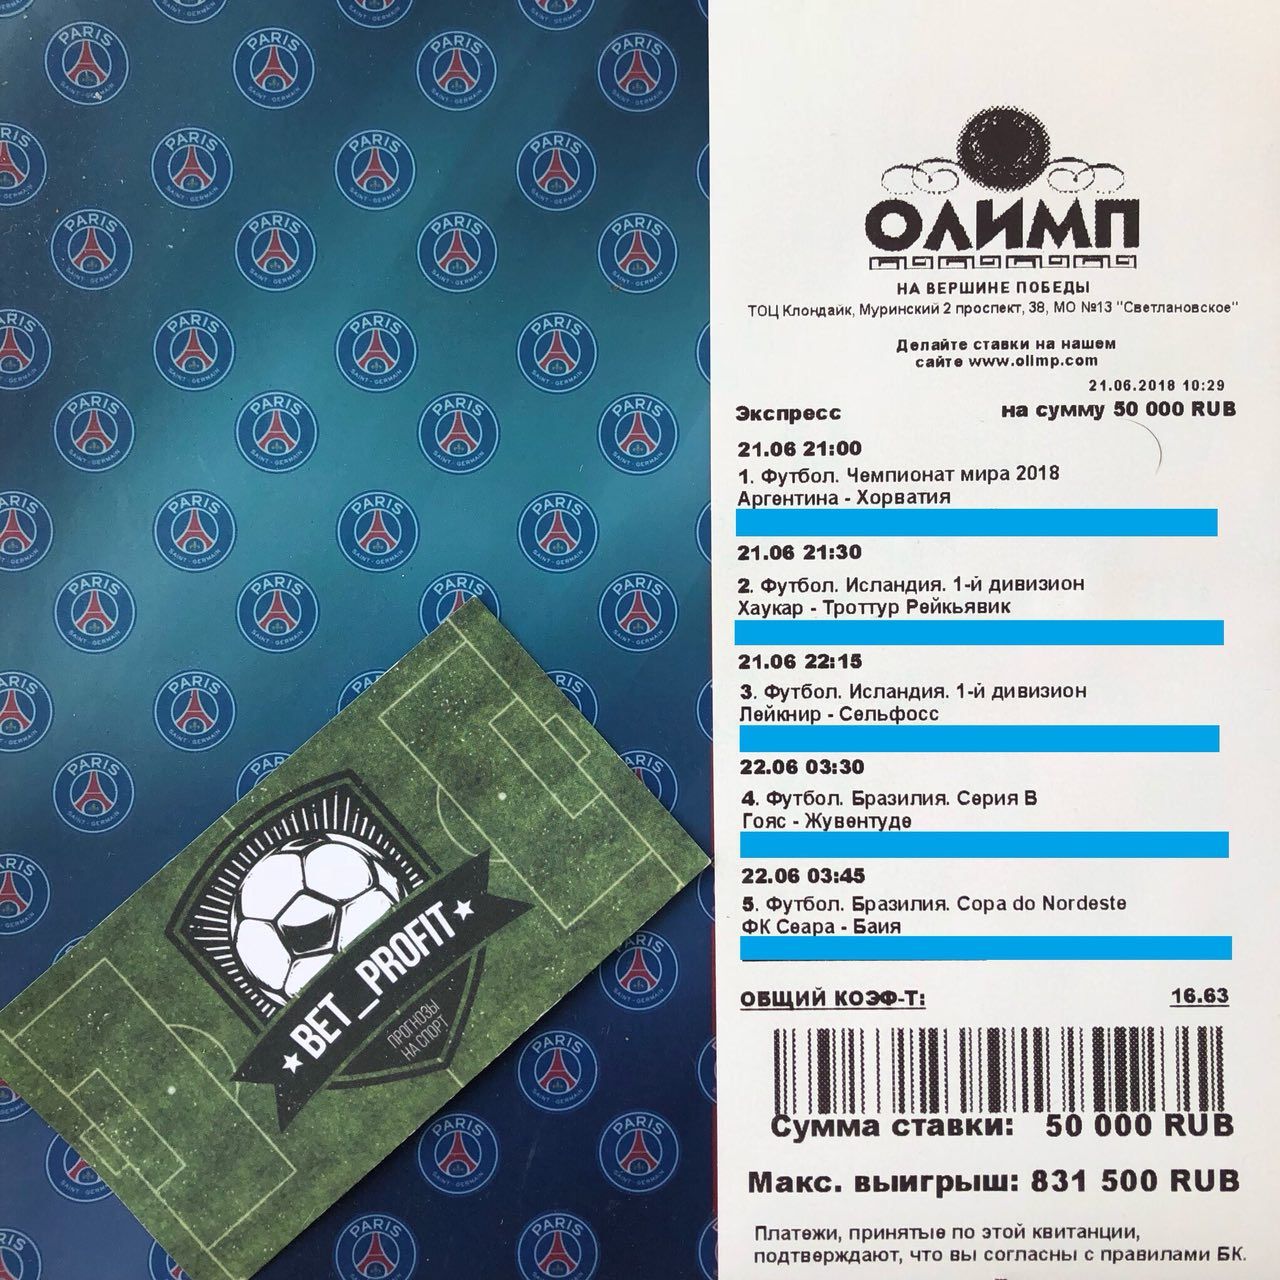 PARIS
SAINT-GERMAIN
BET_PROFIT
ПРОГНОЗЫ
НА СПОРТ
ОЛИМП
НА ВЕРШИНЕ ПОБЕДЫ
ТОЦ Клондайк, Муринский 2 проспект, 38, МО №13 "Светлановское"
Делайте ставки на нашем
сайте www.olimp.com
21.06.2018 10:29
Экспресс на сумму 50 000 RUB
21.06 21:00
1. Футбол. Чемпионат мира 2018
Аргентина - Хорватия
21.06 21:30
2. Футбол. Исландия. 1-й дивизион
Хаукар - Троттур Рейкьявик
21.06 22:15
3. Футбол. Исландия. 1-й дивизион
Лейкнир - Сельфосс
22.06 03:30
4. Футбол. Бразилия. Серия B
Гояс - Жувентуде
22.06 03:45
5. Футбол. Бразилия. Copa do Nordeste
ФК Сеара - Баия
ОБЩИЙ КОЭФ-Т: 16.63
Сумма ставки: 50 000 RUB
Макс. выигрыш: 831 500 RUB
Платежи, принятые по этой квитанции,
подтверждают, что вы согласны с правилами БК.